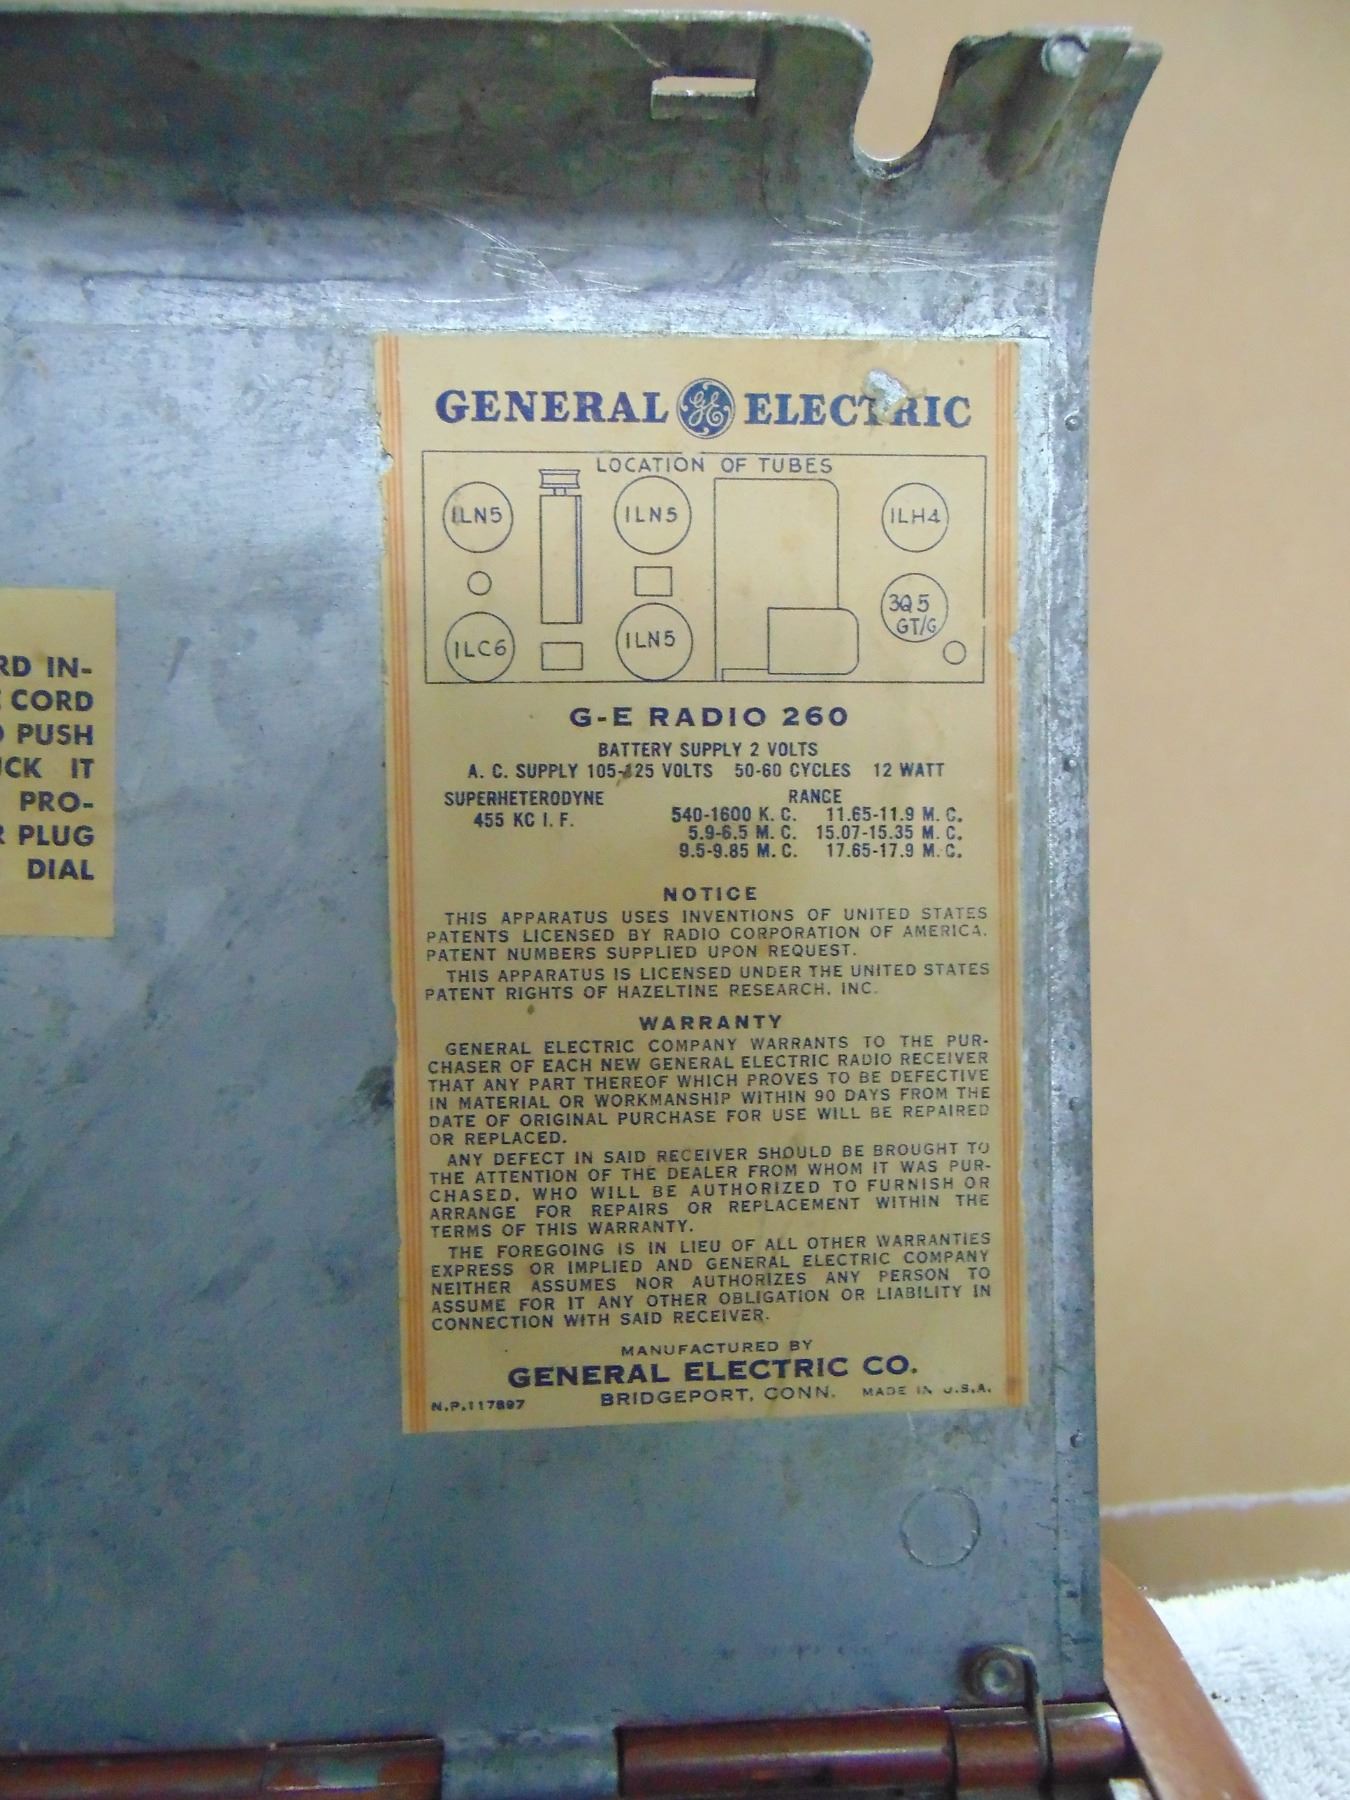 RD IN-
CORD
PUSH
CK IT
PRO-
PLUG
DIAL
GENERAL GE ELECTRIC
LOCATION OF TUBES
1LN5 1LN5 1LH4
3Q5
GT/G
1LC6 1LN5
G-E RADIO 260
BATTERY SUPPLY 2 VOLTS
A. C. SUPPLY 105-125 VOLTS 50-60 CYCLES 12 WATT
SUPERHETERODYNE RANGE
455 KC I. F. 540-1600 K. C. 11.65-11.9 M. C.
5.9-6.5 M. C. 15.07-15.35 M. C.
9.5-9.85 M. C. 17.65-17.9 M. C.
NOTICE
THIS APPARATUS USES INVENTIONS OF UNITED STATES
PATENTS LICENSED BY RADIO CORPORATION OF AMERICA.
PATENT NUMBERS SUPPLIED UPON REQUEST.
THIS APPARATUS IS LICENSED UNDER THE UNITED STATES
PATENT RIGHTS OF HAZELTINE RESEARCH, INC.
WARRANTY
GENERAL ELECTRIC COMPANY WARRANTS TO THE PUR-
CHASER OF EACH NEW GENERAL ELECTRIC RADIO RECEIVER
THAT ANY PART THEREOF WHICH PROVES TO BE DEFECTIVE
IN MATERIAL OR WORKMANSHIP WITHIN 90 DAYS FROM THE
DATE OF ORIGINAL PURCHASE FOR USE WILL BE REPAIRED
OR REPLACED.
ANY DEFECT IN SAID RECEIVER SHOULD BE BROUGHT TO
THE ATTENTION OF THE DEALER FROM WHOM IT WAS PUR-
CHASED, WHO WILL BE AUTHORIZED TO FURNISH OR
ARRANGE FOR REPAIRS OR REPLACEMENT WITHIN THE
TERMS OF THIS WARRANTY.
THE FOREGOING IS IN LIEU OF ALL OTHER WARRANTIES
EXPRESS OR IMPLIED AND GENERAL ELECTRIC COMPANY
NEITHER ASSUMES NOR AUTHORIZES ANY PERSON TO
ASSUME FOR IT ANY OTHER OBLIGATION OR LIABILITY IN
CONNECTION WITH SAID RECEIVER.
MANUFACTURED BY
GENERAL ELECTRIC CO.
N.P.117897 BRIDGEPORT, CONN. MADE IN U.S.A.